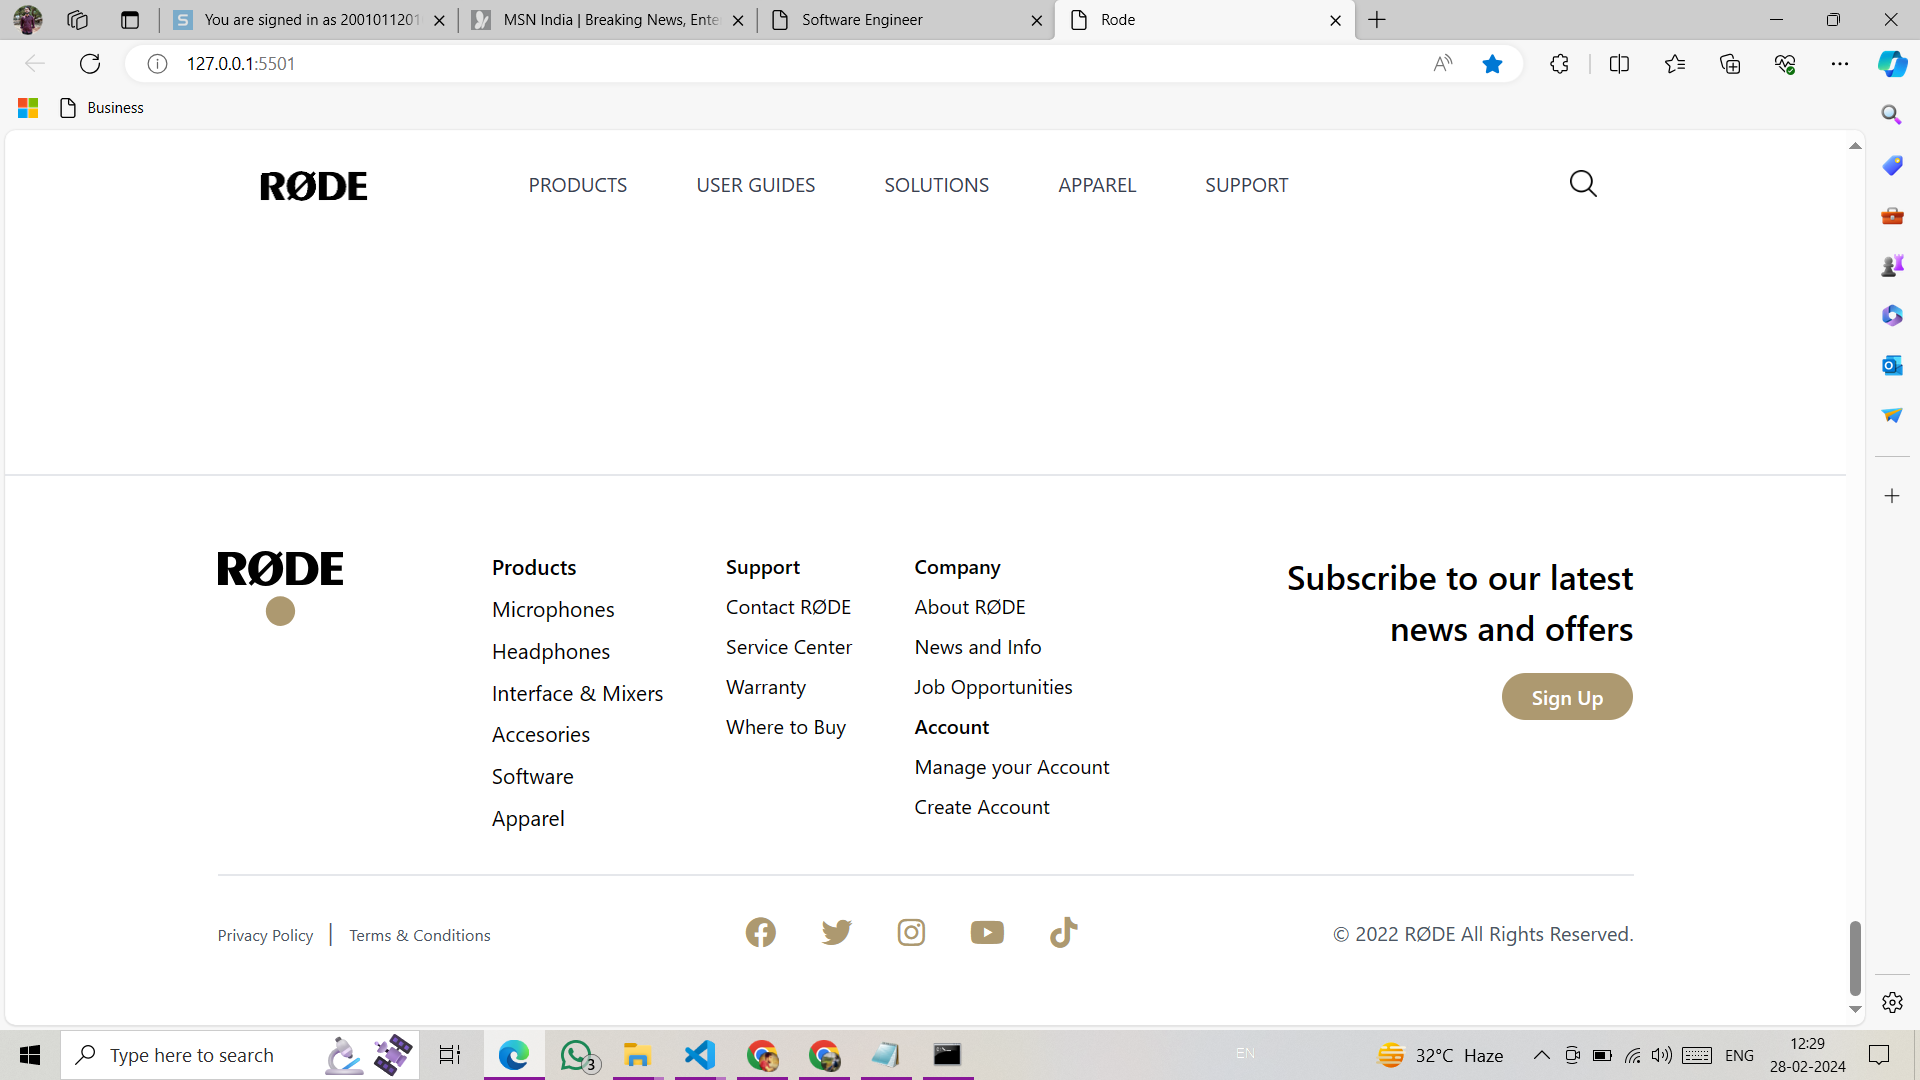 You are signed in as 2001011201
MSN India | Breaking News, Ente
Software Engineer
Rode
127.0.0.1:5501
Business
RØDE
PRODUCTS
USER GUIDES
SOLUTIONS
APPAREL
SUPPORT
RØDE
Products
Microphones
Headphones
Interface & Mixers
Accesories
Software
Apparel
Support
Contact RØDE
Service Center
Warranty
Where to Buy
Company
About RØDE
News and Info
Job Opportunities
Account
Manage your Account
Create Account
Subscribe to our latest
news and offers
Sign Up
Privacy Policy | Terms & Conditions
© 2022 RØDE All Rights Reserved.
Type here to search
3
EN
32°C Haze
ENG
12:29
28-02-2024